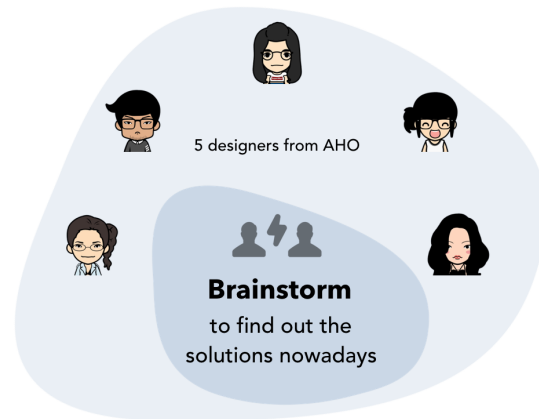 5 designers from AHO
Brainstorm
to find out the
solutions nowadays